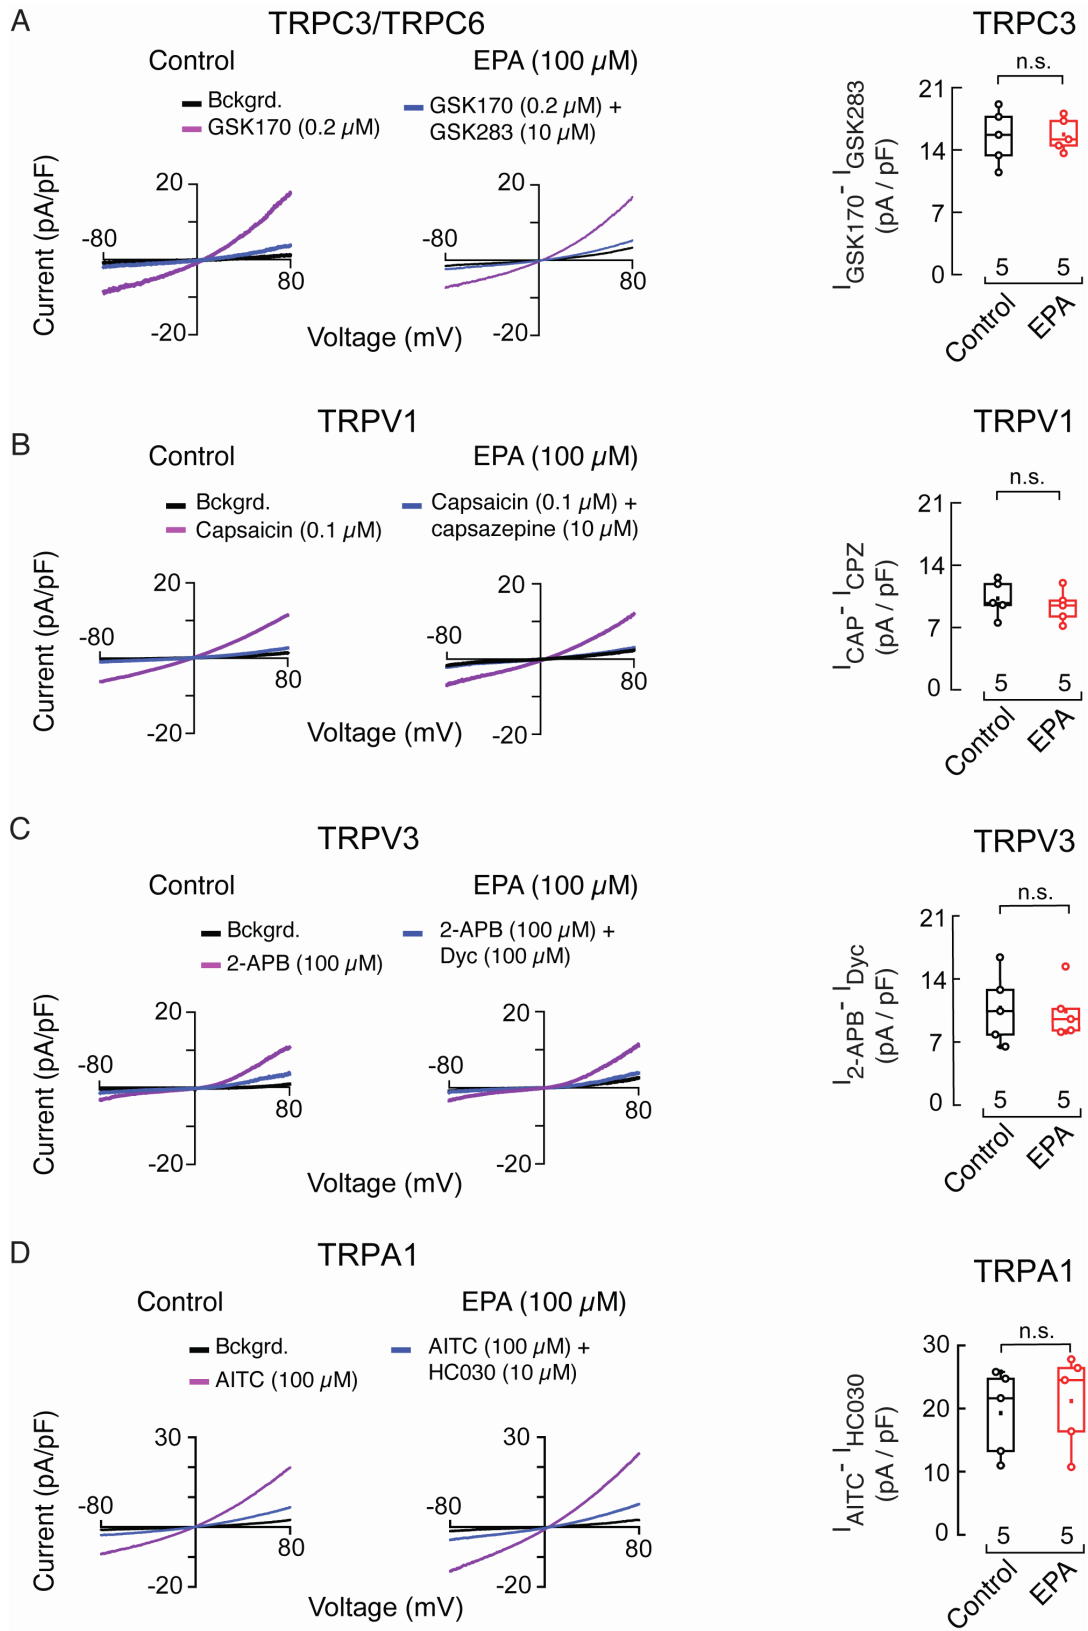 A
TRPC3/TRPC6
Control
EPA (100 µM)
Bckgrd.
GSK170 (0.2 µM)
GSK170 (0.2 µM) +
GSK283 (10 µM)
Current (pA/pF)
20
-80
80
-20
20
-80
80
-20
Voltage (mV)
TRPC3
n.s.
IGSK170- IGSK283
(pA / pF)
21
14
7
0
5
5
Control
EPA
B
TRPV1
Control
EPA (100 µM)
Bckgrd.
Capsaicin (0.1 µM)
Capsaicin (0.1 µM) +
capsazepine (10 µM)
Current (pA/pF)
20
-80
80
-20
20
-80
80
-20
Voltage (mV)
TRPV1
n.s.
ICAP- ICPZ
(pA / pF)
21
14
7
0
5
5
Control
EPA
C
TRPV3
Control
EPA (100 µM)
Bckgrd.
2-APB (100 µM)
2-APB (100 µM) +
Dyc (100 µM)
Current (pA/pF)
20
-80
80
-20
20
-80
80
-20
Voltage (mV)
TRPV3
n.s.
I2-APB- IDyc
(pA / pF)
21
14
7
0
5
5
Control
EPA
D
TRPA1
Control
EPA (100 µM)
Bckgrd.
AITC (100 µM)
AITC (100 µM) +
HC030 (10 µM)
Current (pA/pF)
30
-80
80
-20
30
-80
80
-20
Voltage (mV)
TRPA1
n.s.
IAITC- IHC030
(pA / pF)
30
20
10
0
5
5
Control
EPA